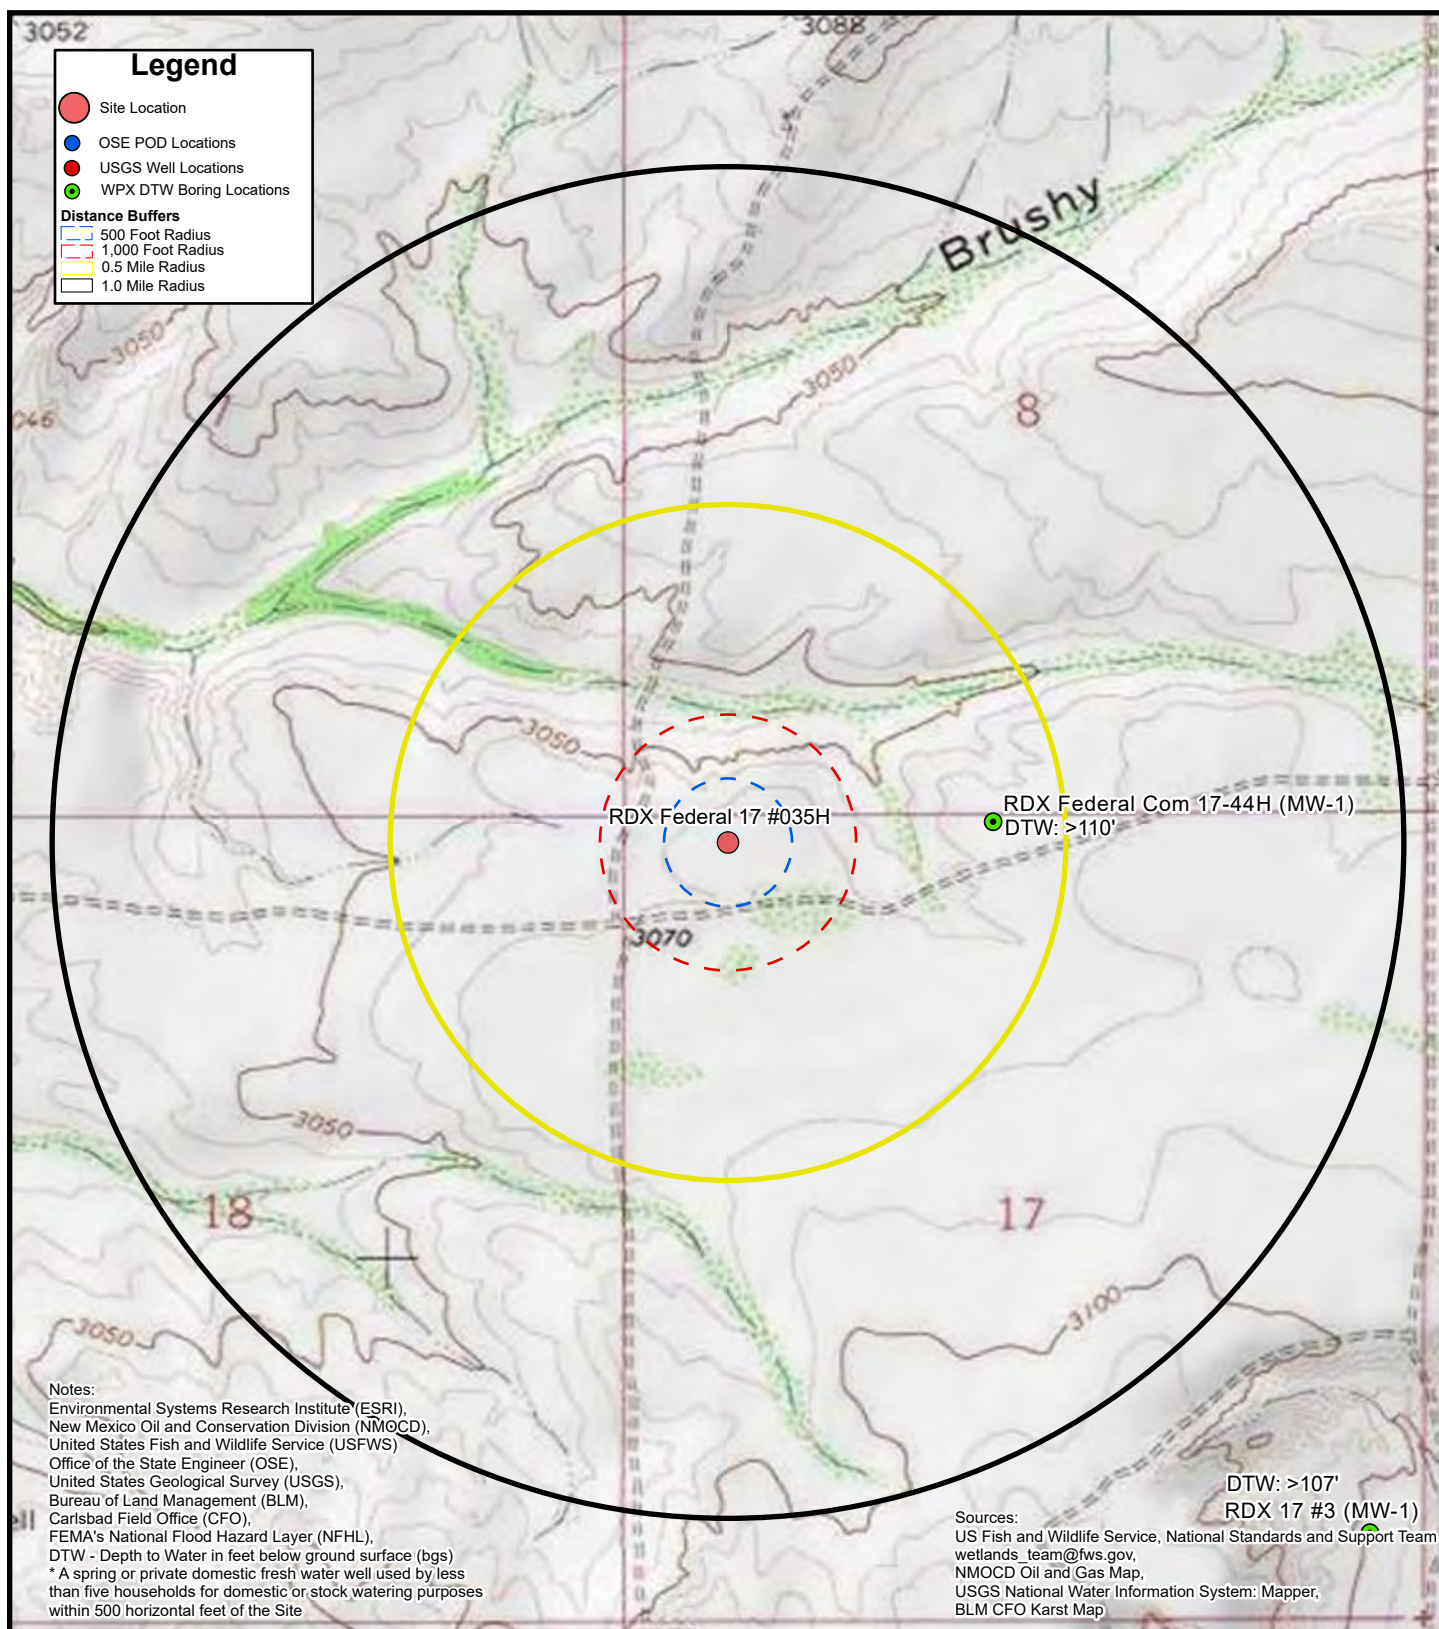 3052
3088
Legend
Site Location
OSE POD Locations
USGS Well Locations
WPX DTW Boring Locations
Distance Buffers
500 Foot Radius
1,000 Foot Radius
0.5 Mile Radius
1.0 Mile Radius
Brushy
3050
3050
8
3050
RDX Federal Com 17-44H (MW-1)
DTW: >110'
RDX Federal 17 #035H
3070
3050
18
17
3100
3050
Notes:
Environmental Systems Research Institute (ESRI),
New Mexico Oil and Conservation Division (NMOCD),
United States Fish and Wildlife Service (USFWS)
Office of the State Engineer (OSE),
United States Geological Survey (USGS),
Bureau of Land Management (BLM),
Carlsbad Field Office (CFO),
FEMA's National Flood Hazard Layer (NFHL),
DTW - Depth to Water in feet below ground surface (bgs)
* A spring or private domestic fresh water well used by less
than five households for domestic or stock watering purposes
within 500 horizontal feet of the Site
DTW: >107'
RDX 17 #3 (MW-1)
Sources:
US Fish and Wildlife Service, National Standards and Support Team
wetlands_team@fws.gov,
NMOCD Oil and Gas Map,
USGS National Water Information System: Mapper,
BLM CFO Karst Map